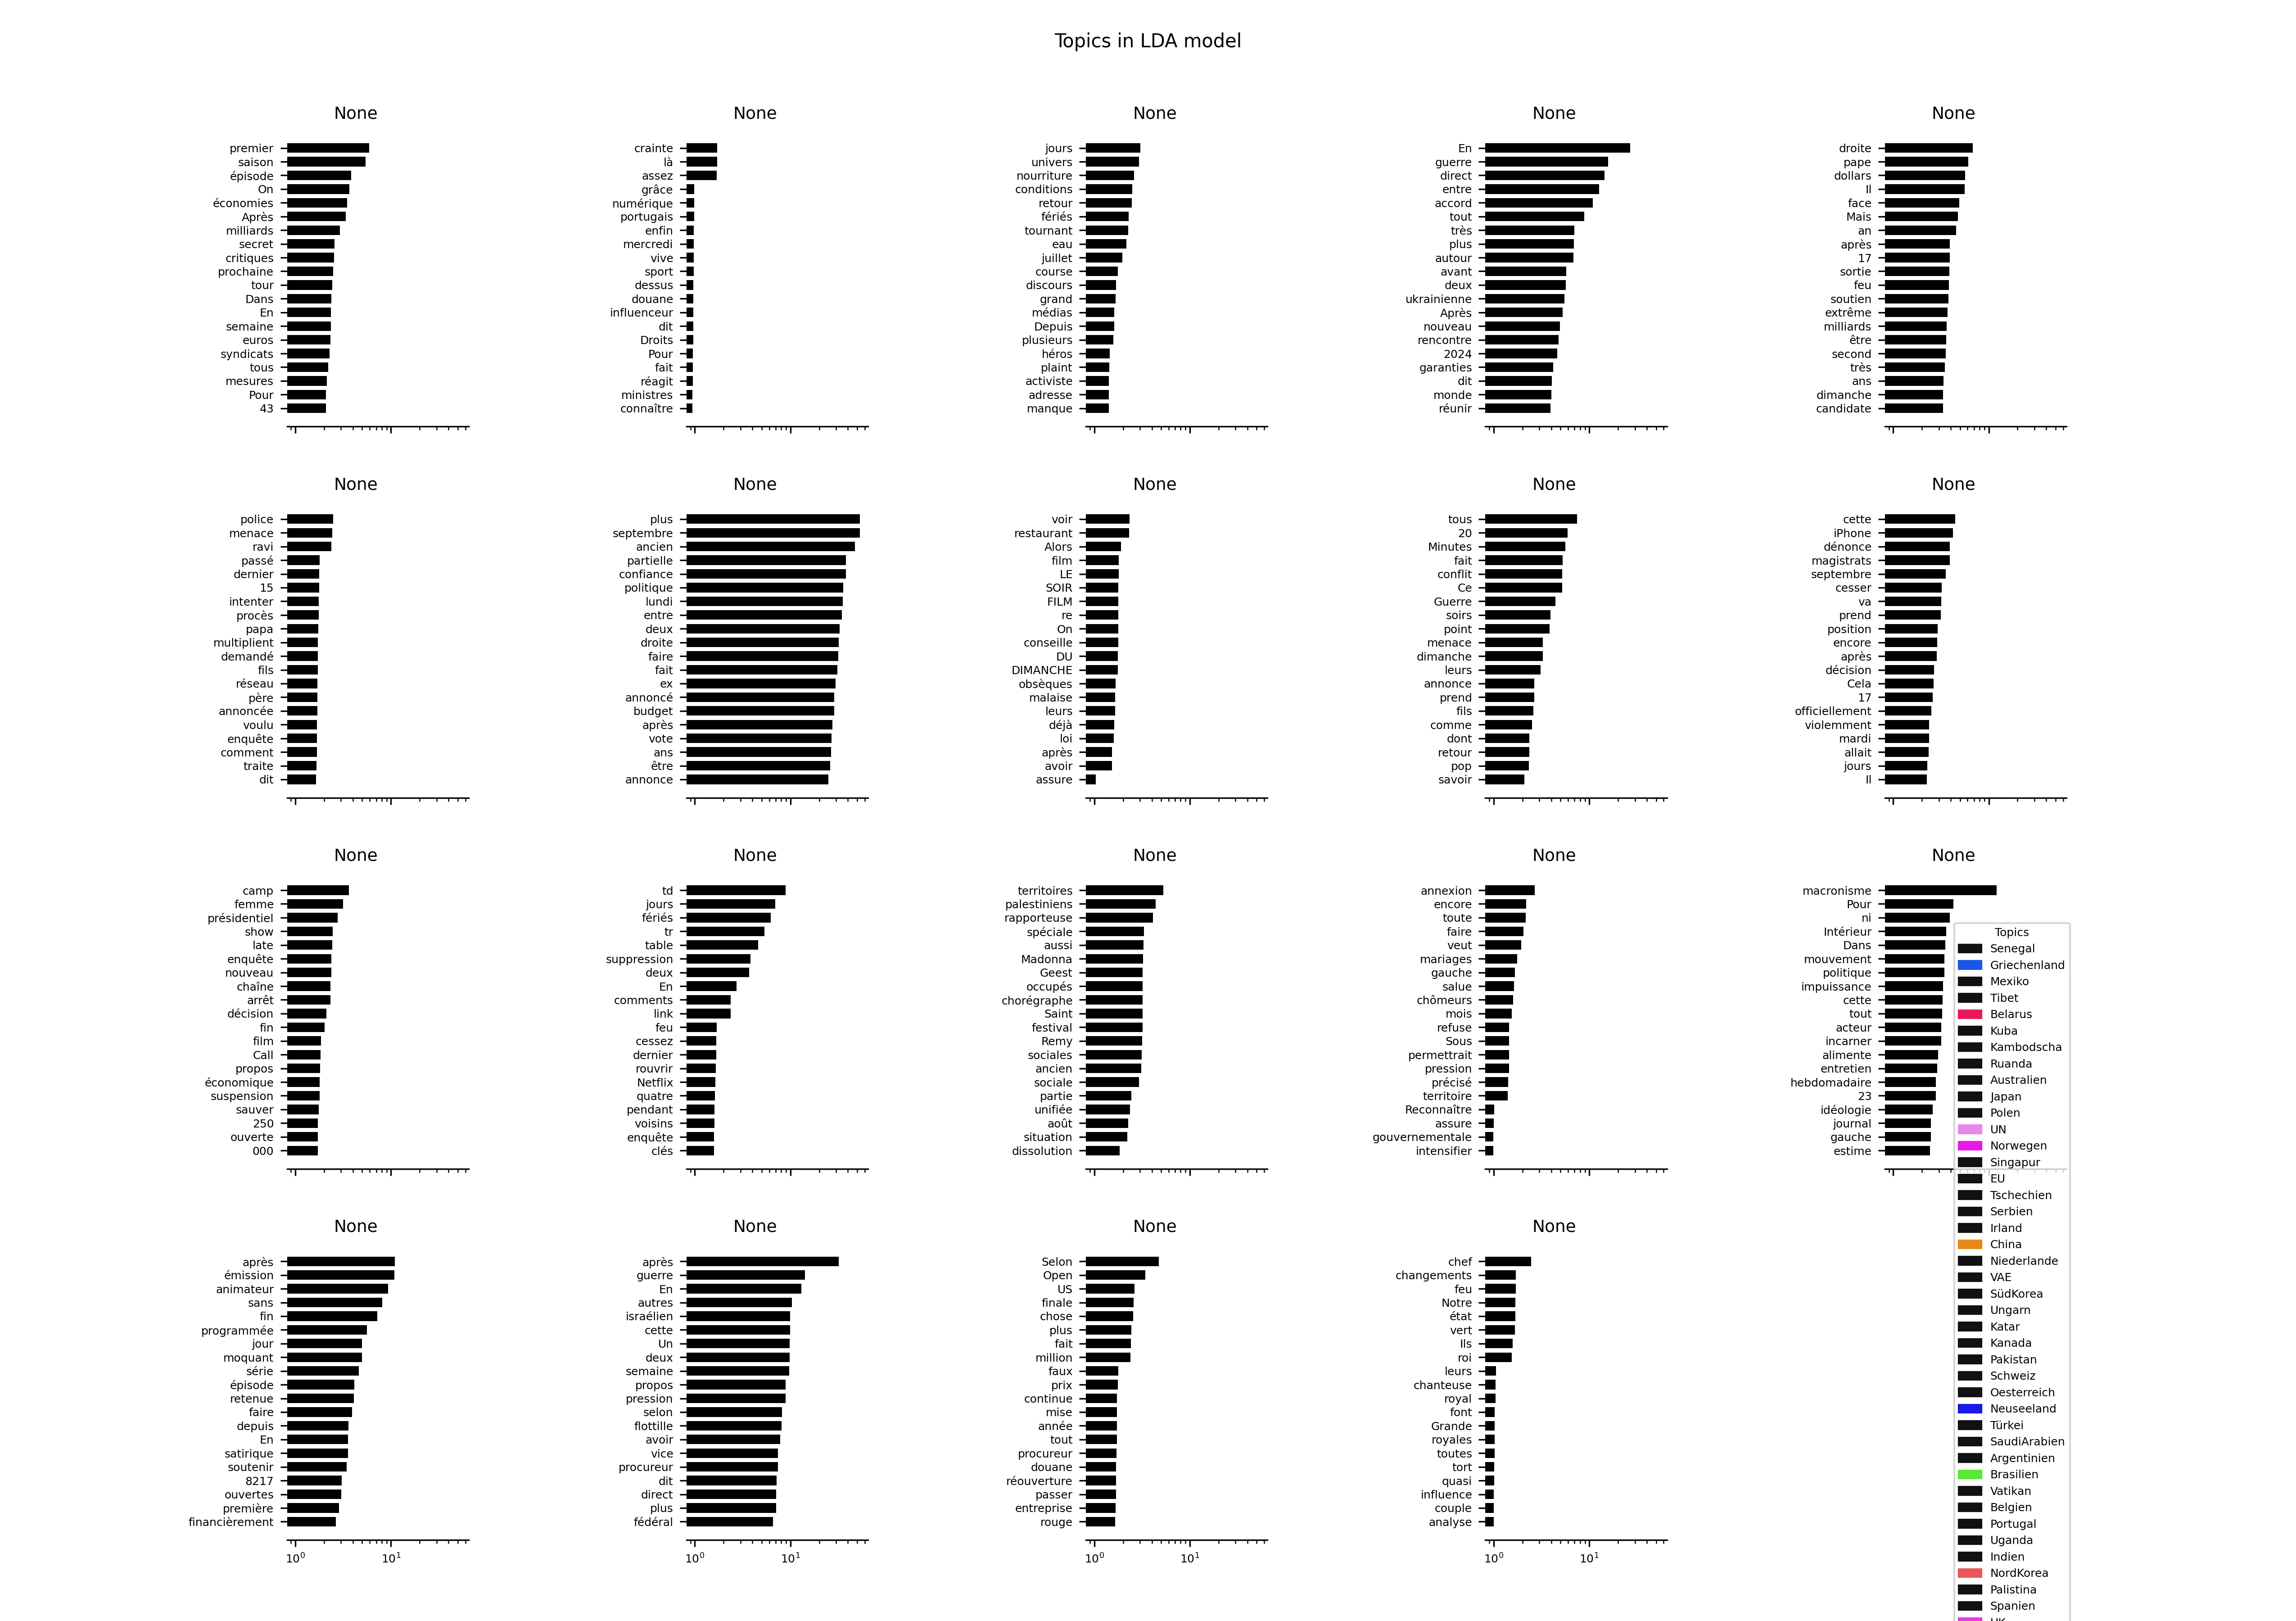 Topics in LDA model
None
premier
saison
épisode
On
économies
Après
milliards
secret
critiques
prochaine
tour
Dans
En
semaine
euros
syndicats
tous
mesures
Pour
43
None
crainte
là
assez
grâce
numérique
portugais
enfin
mercredi
vive
sport
dessus
douane
influenceur
dit
Droits
Pour
fait
réagit
ministres
connaître
None
jours
univers
nourriture
conditions
retour
fériés
tournant
eau
juillet
course
discours
grand
médias
Depuis
plusieurs
héros
plaint
activiste
adresse
manque
None
En
guerre
direct
entre
accord
tout
très
plus
autour
avant
deux
ukrainienne
Après
nouveau
rencontre
2024
garanties
dit
monde
réunir
None
droite
pape
dollars
Il
face
Mais
an
après
17
sortie
feu
soutien
extrême
milliards
être
second
très
ans
dimanche
candidate
None
police
menace
ravi
passé
dernier
15
intenter
procès
papa
multiplient
demandé
fils
réseau
père
annoncée
voulu
enquête
comment
traite
dit
None
plus
septembre
ancien
partielle
confiance
politique
lundi
entre
deux
droite
faire
fait
ex
annoncé
budget
après
vote
ans
être
annonce
None
voir
restaurant
Alors
film
LE
SOIR
FILM
re
On
conseille
DU
DIMANCHE
obsèques
malaise
leurs
déjà
loi
après
avoir
assure
None
tous
20
Minutes
fait
conflit
Ce
Guerre
soirs
point
menace
dimanche
leurs
annonce
prend
fils
comme
dont
retour
pop
savoir
None
cette
iPhone
dénonce
magistrats
septembre
cesser
va
prend
position
encore
après
décision
Cela
17
officiellement
violemment
mardi
allait
jours
Il
None
camp
femme
présidentiel
show
late
enquête
nouveau
chaîne
arrêt
décision
fin
film
Call
propos
économique
suspension
sauver
250
ouverte
000
None
td
jours
fériés
tr
table
suppression
deux
En
comments
link
feu
cessez
dernier
rouvrir
Netflix
quatre
pendant
voisins
enquête
clés
None
territoires
palestiniens
rapporteuse
spéciale
aussi
Madonna
Geest
occupés
chorégraphe
Saint
festival
Remy
sociales
ancien
sociale
partie
unifiée
août
situation
dissolution
None
annexion
encore
toute
faire
veut
mariages
gauche
salue
chômeurs
mois
refuse
Sous
permettrait
pression
précisé
territoire
Reconnaître
assure
gouvernementale
intensifier
None
macronisme
Pour
ni
Intérieur
Dans
mouvement
politique
impuissance
cette
tout
acteur
incarner
alimente
entretien
hebdomadaire
23
idéologie
journal
gauche
estime
None
après
émission
animateur
sans
fin
programmée
jour
moquant
série
épisode
retenue
faire
depuis
En
satirique
soutenir
8217
ouvertes
première
financièrement
10⁰ 10¹
None
après
guerre
En
autres
israélien
cette
Un
deux
semaine
propos
pression
selon
flottille
avoir
vice
procureur
dit
direct
plus
fédéral
10⁰ 10¹
None
Selon
Open
US
finale
chose
plus
fait
million
faux
prix
continue
mise
année
tout
procureur
douane
réouverture
passer
entreprise
rouge
10⁰ 10¹
None
chef
changements
feu
Notre
état
vert
Ils
roi
leurs
chanteuse
royal
font
Grande
royales
toutes
tort
quasi
influence
couple
analyse
10⁰ 10¹
Topics
Senegal
Griechenland
Mexiko
Tibet
Belarus
Kuba
Kambodscha
Ruanda
Australien
Japan
Polen
UN
Norwegen
Singapur
EU
Tschechien
Serbien
Irland
China
Niederlande
VAE
SüdKorea
Ungarn
Katar
Kanada
Pakistan
Schweiz
Oesterreich
Neuseeland
Türkei
SaudiArabien
Argentinien
Brasilien
Vatikan
Belgien
Portugal
Uganda
Indien
NordKorea
Palistina
Spanien